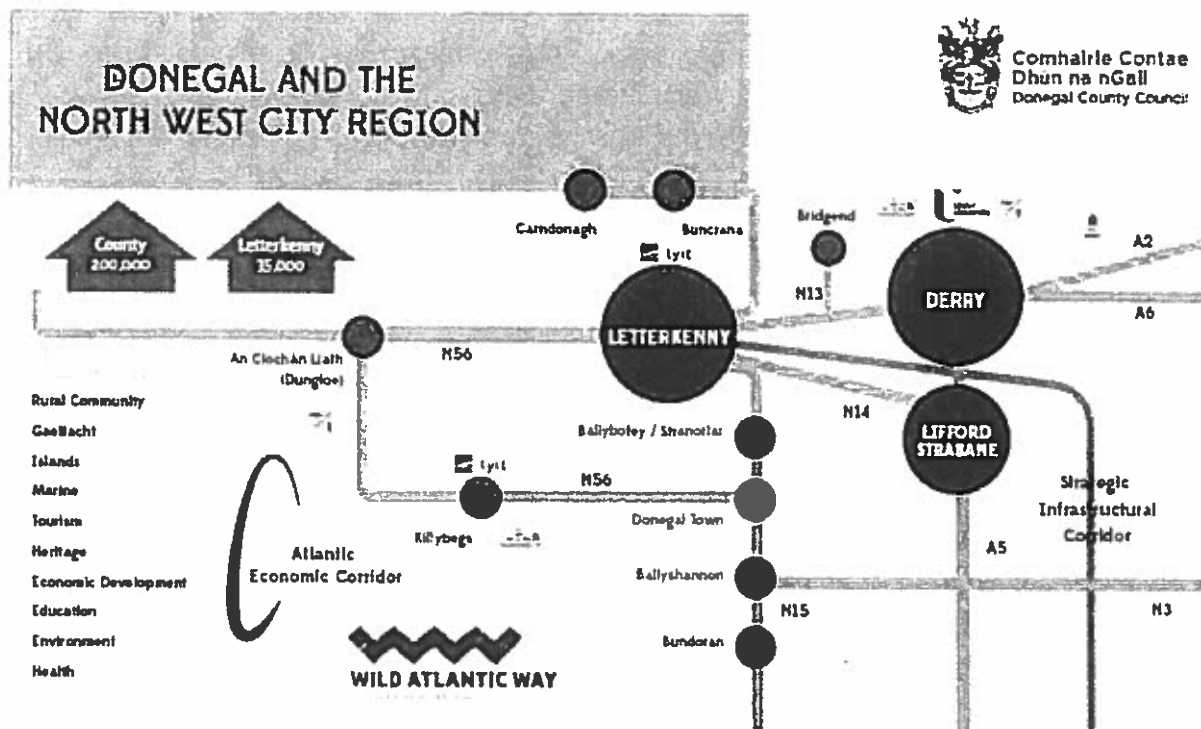 DONEGAL AND THE
NORTH WEST CITY REGION
Comhairle Contae
Dhún na nGall
Donegal County Council
County
200,000
Letterkenny
35,000
Carndonagh
Buncrana
Bridgend
A2
lyit
N13
DERRY
A6
LETTERKENNY
An Clochán Liath
(Dungloe)
N56
N14
LIFFORD
STRABANE
Rural Community
Gaeltacht
Islands
Marine
Tourism
Heritage
Economic Development
Education
Environment
Health
Ballybofey / Stranorlar
lyit
N56
Killybegs
Donegal Town
Strategic
Infrastructural
Corridor
A5
Atlantic
Economic Corridor
Ballyshannon
N15
N3
Bundoran
WILD ATLANTIC WAY